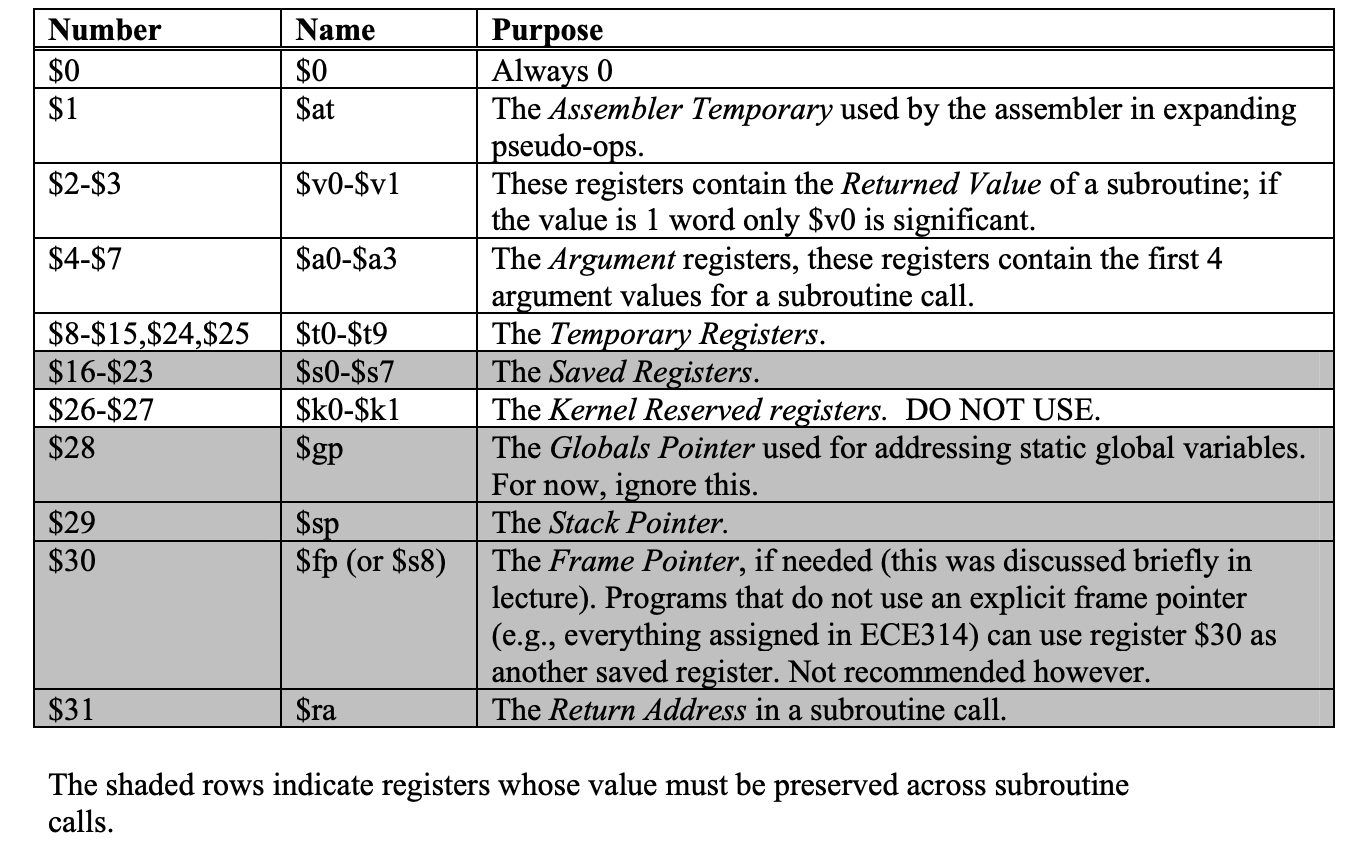 Number Name Purpose
$0 $0 Always 0
$1 $at The Assembler Temporary used by the assembler in expanding
pseudo-ops.
$2-$3 $v0-$v1 These registers contain the Returned Value of a subroutine; if
the value is 1 word only $v0 is significant.
$4-$7 $a0-$a3 The Argument registers, these registers contain the first 4
argument values for a subroutine call.
$8-$15,$24,$25 $t0-$t9 The Temporary Registers.
$16-$23 $s0-$s7 The Saved Registers.
$26-$27 $k0-$k1 The Kernel Reserved registers. DO NOT USE.
$28 $gp The Globals Pointer used for addressing static global variables.
For now, ignore this.
$29 $sp The Stack Pointer.
$30 $fp (or $s8) The Frame Pointer, if needed (this was discussed briefly in
lecture). Programs that do not use an explicit frame pointer
(e.g., everything assigned in ECE314) can use register $30 as
another saved register. Not recommended however.
$31 $ra The Return Address in a subroutine call.
The shaded rows indicate registers whose value must be preserved across subroutine
calls.